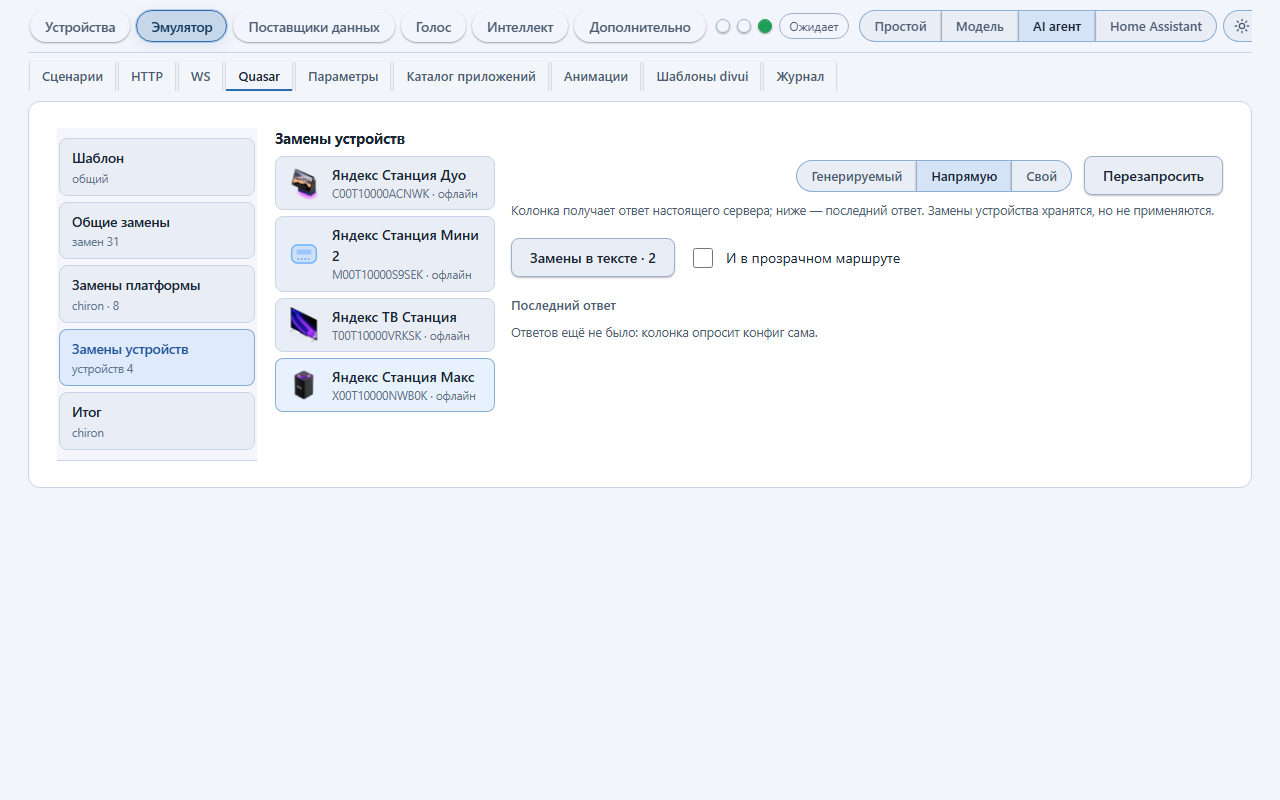 Устройства Эмулятор Поставщики данных Голос Интеллект Дополнительно Ожидает Простой Модель AI агент Home Assistant
Сценарии HTTP WS Quasar Параметры Каталог приложений Анимации Шаблоны divui Журнал
Шаблон
общий
Общие замены
замен 31
Замены платформы
chiron · 8
Замены устройств
устройств 4
Итог
chiron
Замены устройств
Яндекс Станция Дуо
C00T10000ACNWK · офлайн
Яндекс Станция Мини
2
M00T10000S9SEK · офлайн
Яндекс ТВ Станция
T00T10000VRKSK · офлайн
Яндекс Станция Макс
X00T10000NWB0K · офлайн
Генерируемый Напрямую Свой Перезапросить
Колонка получает ответ настоящего сервера; ниже — последний ответ. Замены устройства хранятся, но не применяются.
Замены в тексте · 2 И в прозрачном маршруте
Последний ответ
Ответов ещё не было: колонка опросит конфиг сама.